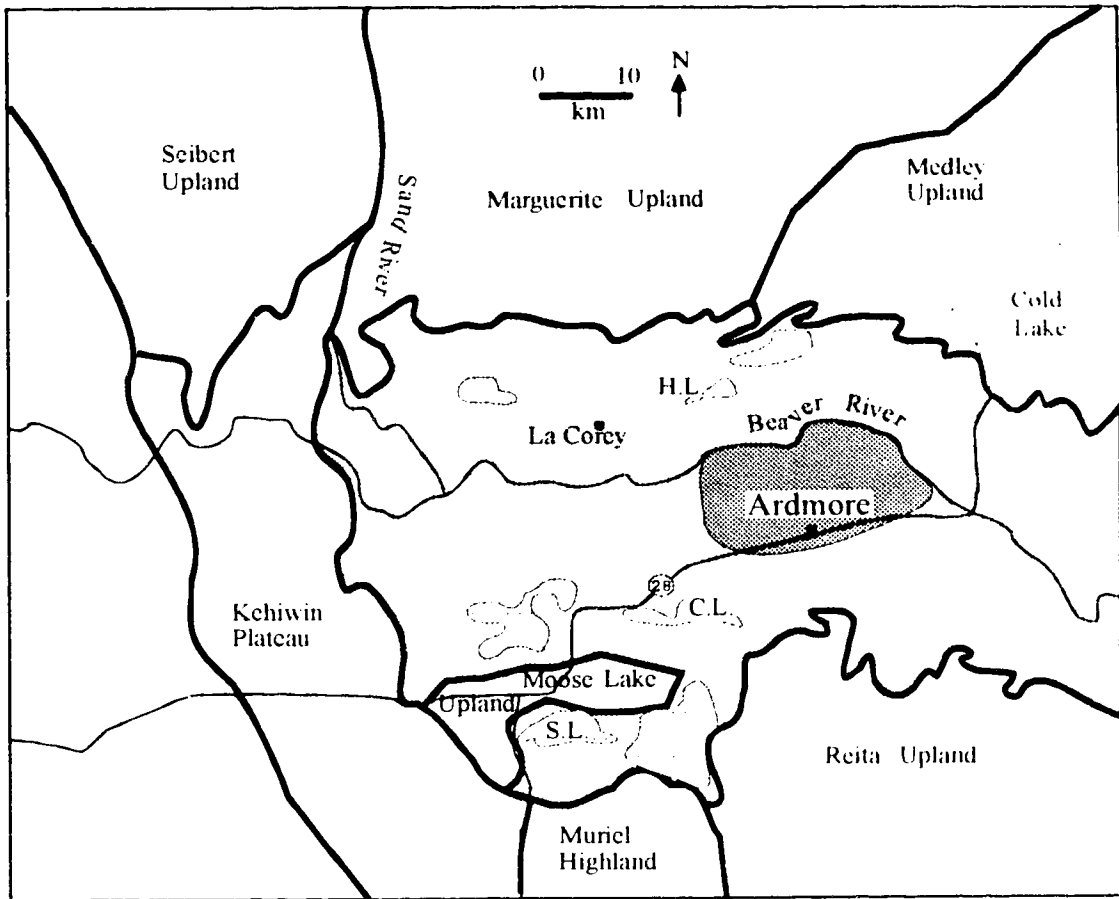 0 10
km
N
Seibert
Upland
Sand River
Marguerite Upland
Medley
Upland
Cold
Lake
H.L.
Beaver River
La Corey
Ardmore
28
C.L.
Kehiwin
Plateau
Moose Lake
Upland
S.L.
Reita Upland
Muriel
Highland